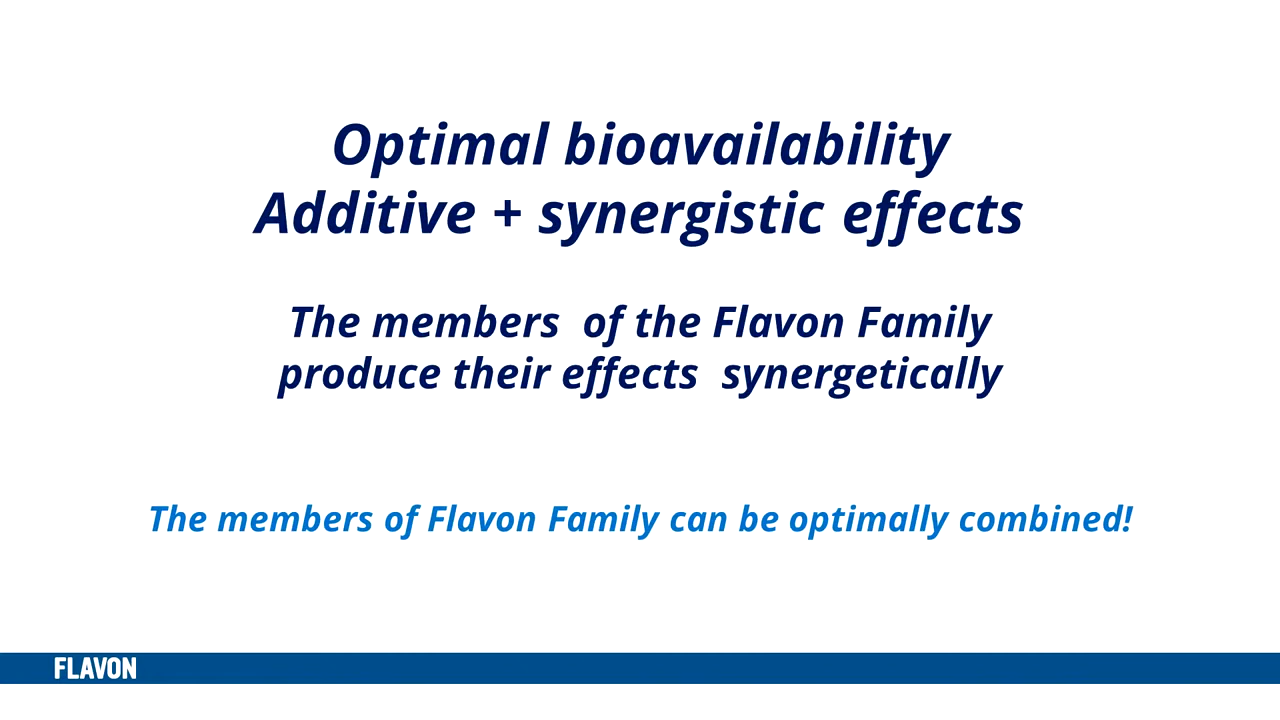 Optimal bioavailability
Additive + synergistic effects
The members of the Flavon Family
produce their effects synergetically
The members of Flavon Family can be optimally combined!
FLAVON